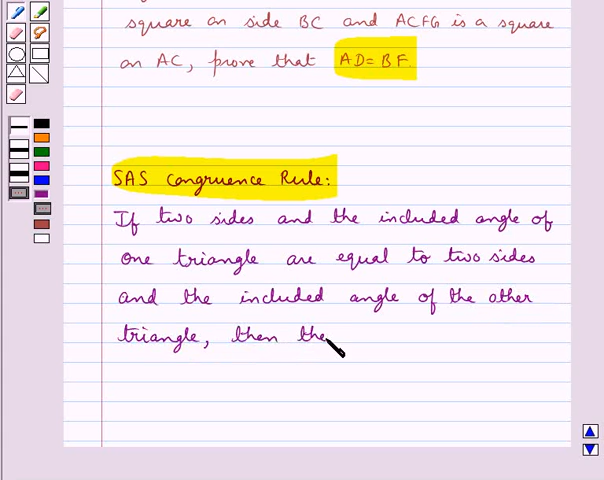 square on side BC and ACFG is a square
on AC, prove that AD=BF.
SAS Congruence Rule:
If two sides and the included angle of
one triangle are equal to two sides
and the included angle of the other
triangle, then the